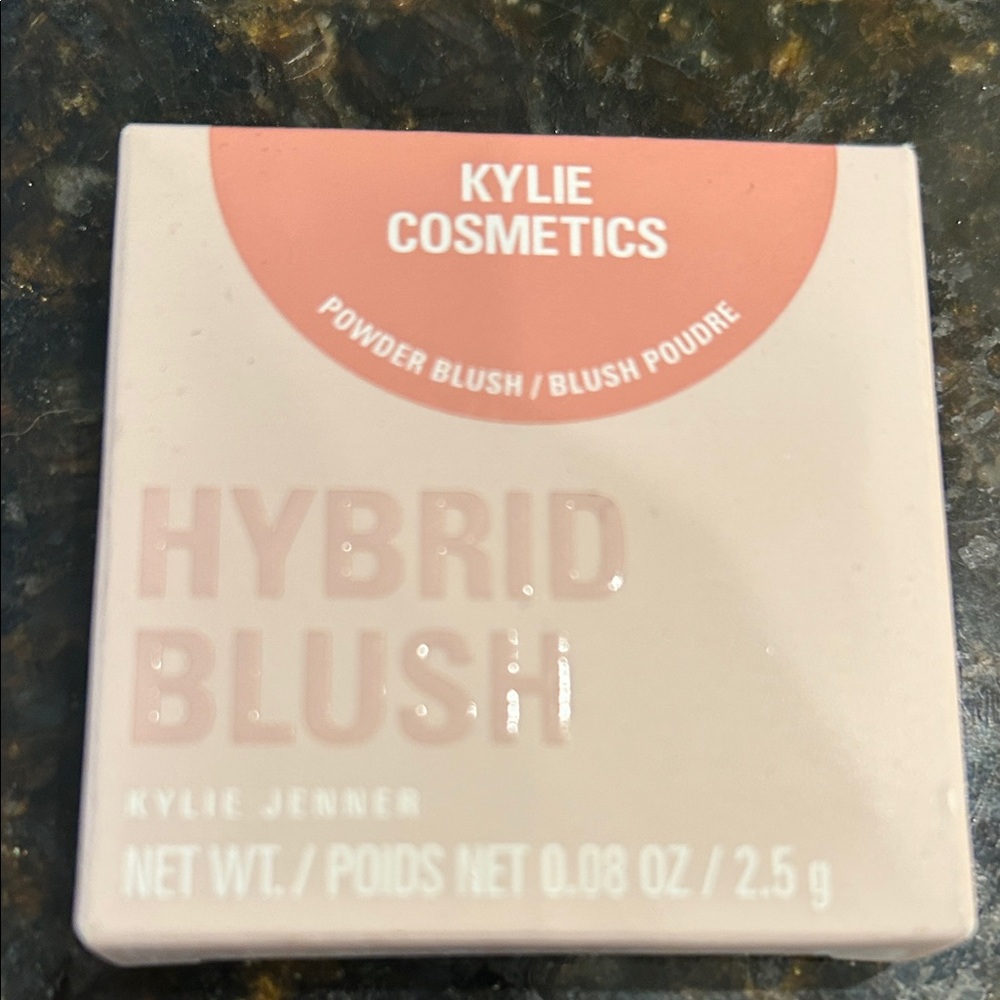 KYLIE
COSMETICS
POWDER BLUSH / BLUSH POUDRE
HYBRID
BLUSH
KYLIE JENNER
NET WT. / POIDS NET 0.08 OZ / 2.5 g